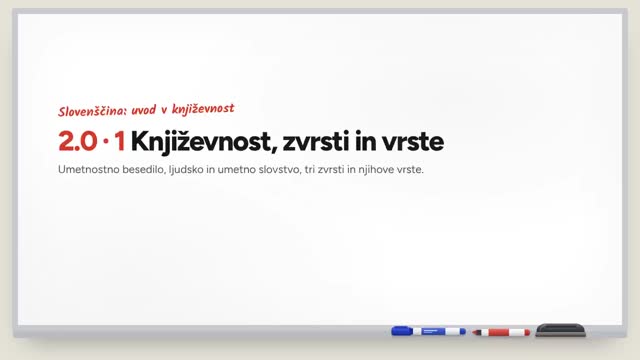 Slovenščina: uvod v književnost
2.0 · 1 Književnost, zvrsti in vrste
Umetnostno besedilo, ljudsko in umetno slovstvo, tri zvrsti in njihove vrste.